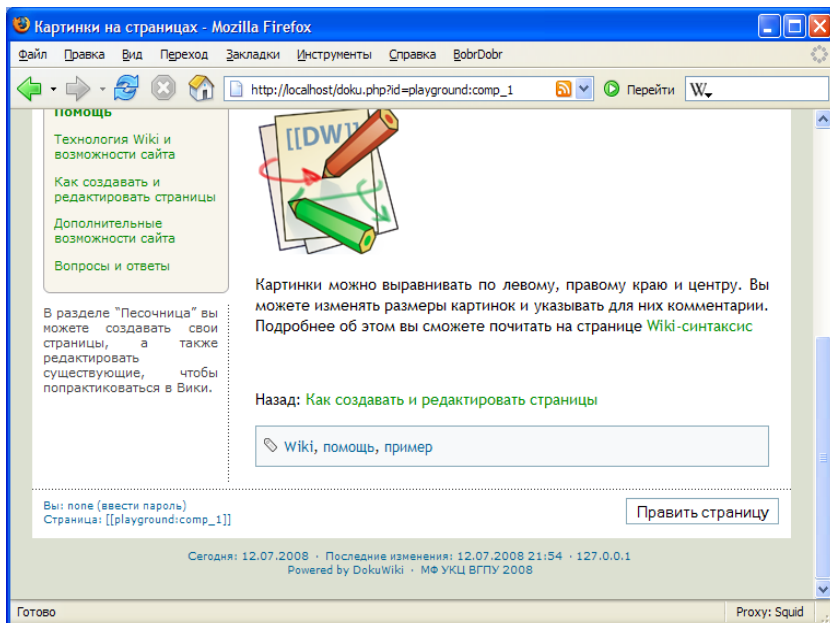 Картинки на страницах - Mozilla Firefox
Файл Правка Вид Переход Закладки Инструменты Справка BobrDobr
http://localhost/doku.php?id=playground:comp_1 Перейти W
Помощь
Технология Wiki и
возможности сайта
Как создавать и
редактировать страницы
Дополнительные
возможности сайта
Вопросы и ответы
В разделе "Песочница" вы
можете создавать свои
страницы, а также
редактировать
существующие, чтобы
попрактиковаться в Вики.
[[DW]]
Картинки можно выравнивать по левому, правому краю и центру. Вы
можете изменять размеры картинок и указывать для них комментарии.
Подробнее об этом вы сможете почитать на странице Wiki-синтаксис
Назад: Как создавать и редактировать страницы
Wiki, помощь, пример
Вы: none (ввести пароль)
Страница: [[playground:comp_1]]
Править страницу
Сегодня: 12.07.2008 · Последние изменения: 12.07.2008 21:54 · 127.0.0.1
Powered by DokuWiki · МФ УКЦ ВГПУ 2008
Готово Proxy: Squid